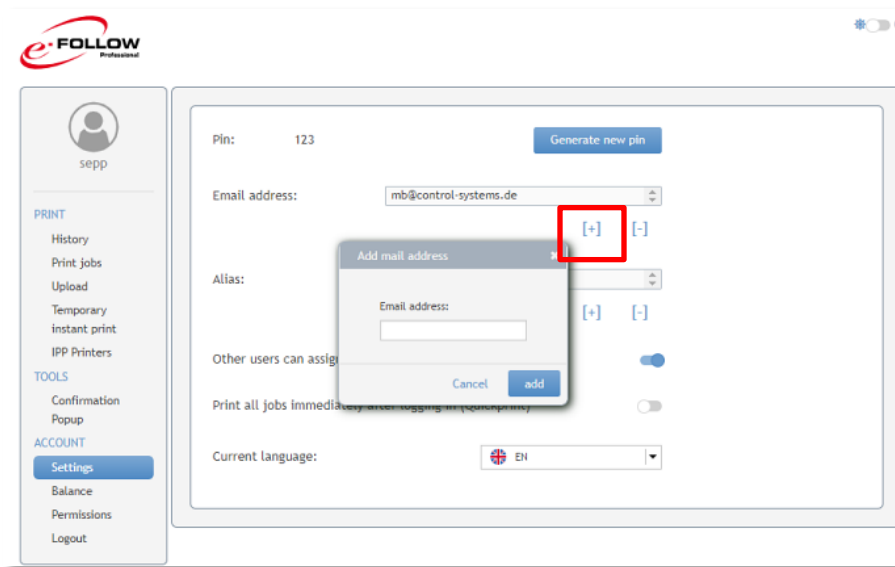 e-FOLLOW
Professional
sepp
PRINT
History
Print jobs
Upload
Temporary
instant print
IPP Printers
TOOLS
Confirmation
Popup
ACCOUNT
Settings
Balance
Permissions
Logout
Pin: 123 Generate new pin
Email address: mb@control-systems.de
[+] [-]
Add mail address
Alias:
Email address:
[+] [-]
Other users can assig
Cancel add
Print all jobs immediately after logging in (Quickprint)
Current language: EN